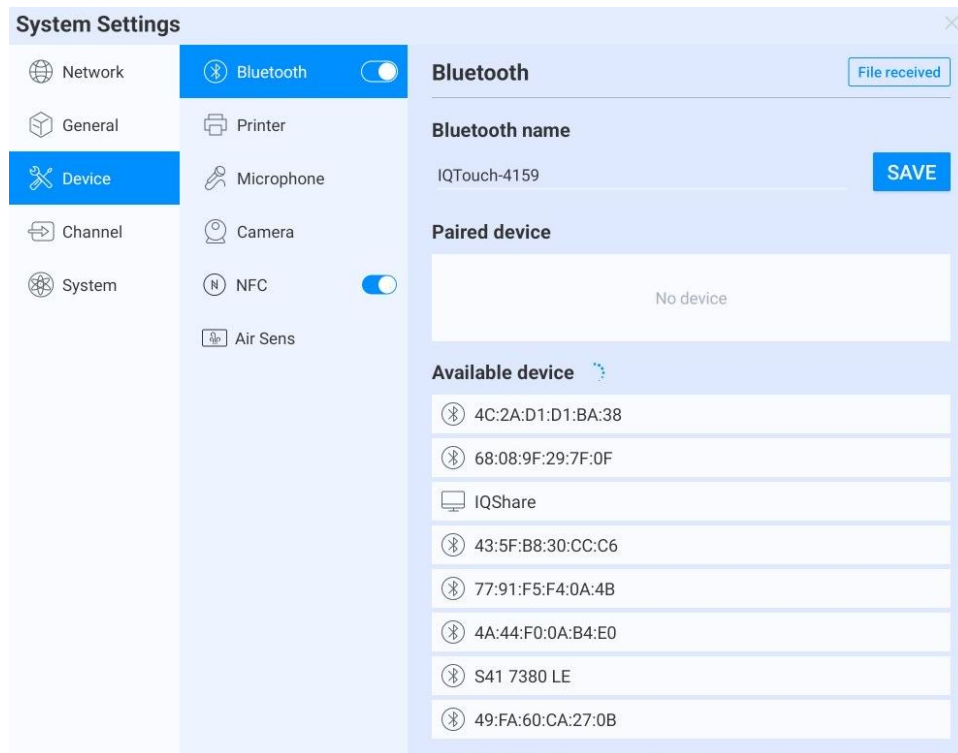 System Settings
Network
General
Device
Channel
System
Bluetooth
Printer
Microphone
Camera
NFC
Air Sens
Bluetooth
File received
Bluetooth name
IQTouch-4159
SAVE
Paired device
No device
Available device
4C:2A:D1:D1:BA:38
68:08:9F:29:7F:0F
IQShare
43:5F:B8:30:CC:C6
77:91:F5:F4:0A:4B
4A:44:F0:0A:B4:E0
S41 7380 LE
49:FA:60:CA:27:0B